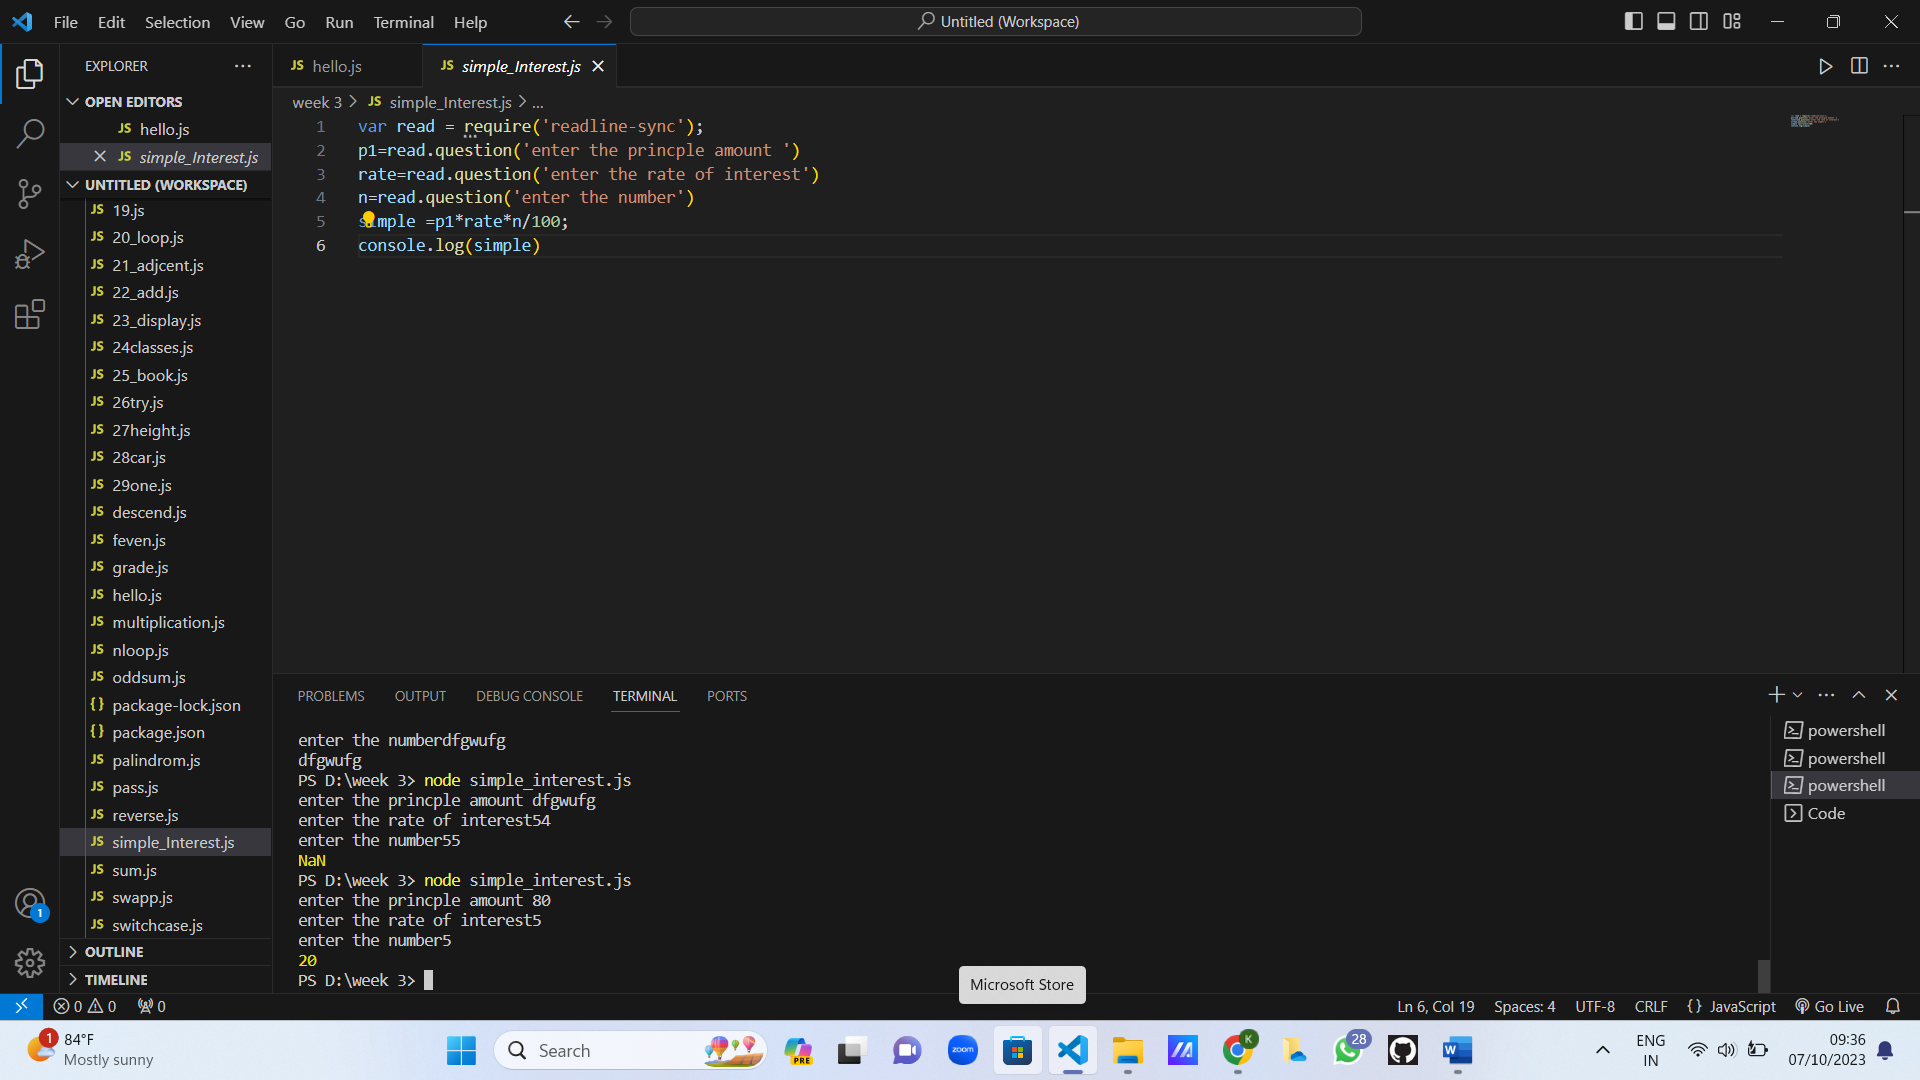 File Edit Selection View Go Run Terminal Help
Untitled (Workspace)
EXPLORER
OPEN EDITORS
JS hello.js
JS simple_Interest.js
UNTITLED (WORKSPACE)
JS 19.js
JS 20_loop.js
JS 21_adjcent.js
JS 22_add.js
JS 23_display.js
JS 24classes.js
JS 25_book.js
JS 26try.js
JS 27height.js
JS 28car.js
JS 29one.js
JS descend.js
JS feven.js
JS grade.js
JS hello.js
JS multiplication.js
JS nloop.js
JS oddsum.js
{} package-lock.json
{} package.json
JS palindrom.js
JS pass.js
JS reverse.js
JS simple_Interest.js
JS sum.js
JS swapp.js
JS switchcase.js
OUTLINE
TIMELINE
JS hello.js JS simple_Interest.js
week 3 > JS simple_Interest.js > ...
1 var read = require('readline-sync');
2 p1=read.question('enter the princple amount ')
3 rate=read.question('enter the rate of interest')
4 n=read.question('enter the number')
5 simple =p1*rate*n/100;
6 console.log(simple)
PROBLEMS OUTPUT DEBUG CONSOLE TERMINAL PORTS
enter the numberdfgwufg
dfgwufg
PS D:\week 3> node simple_interest.js
enter the princple amount dfgwufg
enter the rate of interest54
enter the number55
NaN
PS D:\week 3> node simple_interest.js
enter the princple amount 80
enter the rate of interest5
enter the number5
20
PS D:\week 3>
powershell
powershell
powershell
Code
Microsoft Store
1
0 0 0
Ln 6, Col 19 Spaces: 4 UTF-8 CRLF {} JavaScript Go Live
1
84°F
Mostly sunny
Search
PRE
zoom
K
28
W
ENG
IN
09:36
07/10/2023